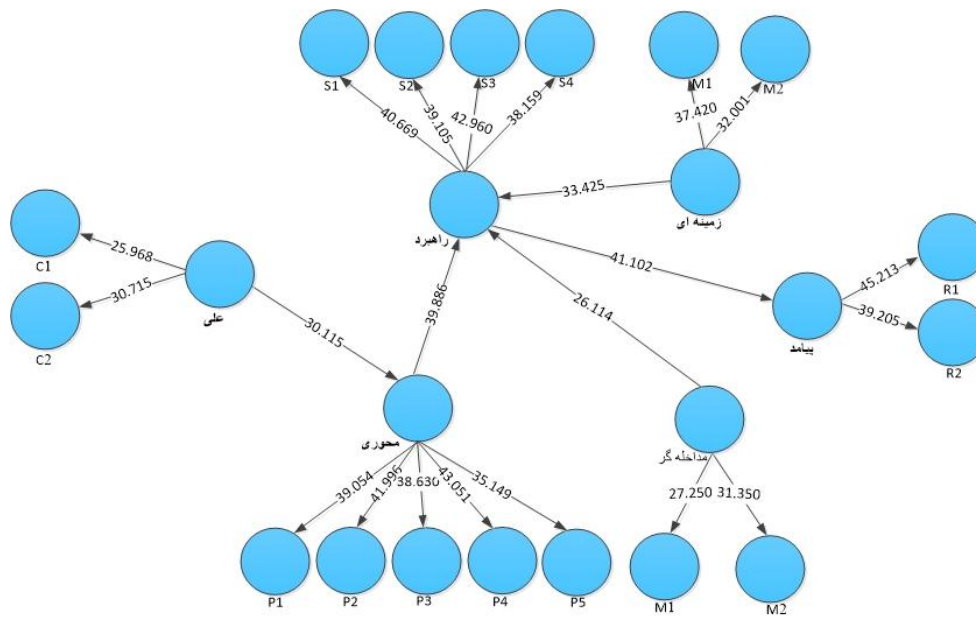 S1
S2
S3
S4
M1
M2
40.669
39.105
42.960
38.159
37.420
32.001
33.425
راهبرد
زمینه ای
C1
25.968
C2
30.715
علی
41.102
45.213
R1
39.205
R2
پیامد
39.886
26.114
30.115
محوری
مداخله گر
39.054
41.996
38.630
43.051
35.149
27.250
31.350
P1
P2
P3
P4
P5
M1
M2